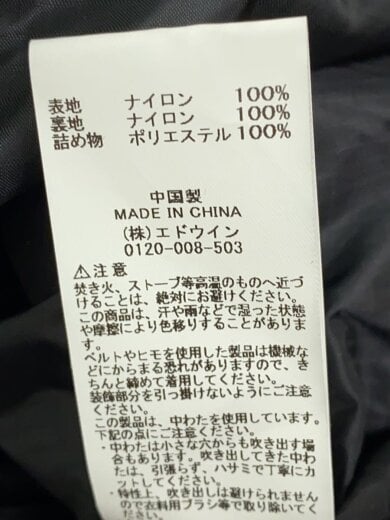 表地 ナイロン 100%
裏地 ナイロン 100%
詰め物 ポリエステル 100%
中国製
MADE IN CHINA
(株)エドウイン
0120-008-503
⚠注意
焚き火、ストーブ等高温のものへ近づ
けることは、絶対にお避けください。
この商品は、汗や雨などで湿った状態
や摩擦により色移りすることがありま
す。
ベルトやヒモを使用した製品は機械な
どにからまる恐れがありますので、き
ちんと締めて着用してください。
装飾部分を引っ掛けないようにご注意
ください。
この製品は、中わたを使用しています。
下記の点にご注意ください。
・中わたは小さな穴からも吹き出す場
合もあります。吹き出してきた中わ
たは、引張らず、ハサミで丁寧にカ
ットしてください。
・特性上、吹き出しは避けられません
ので衣料用ブラシ等で取り除いてく